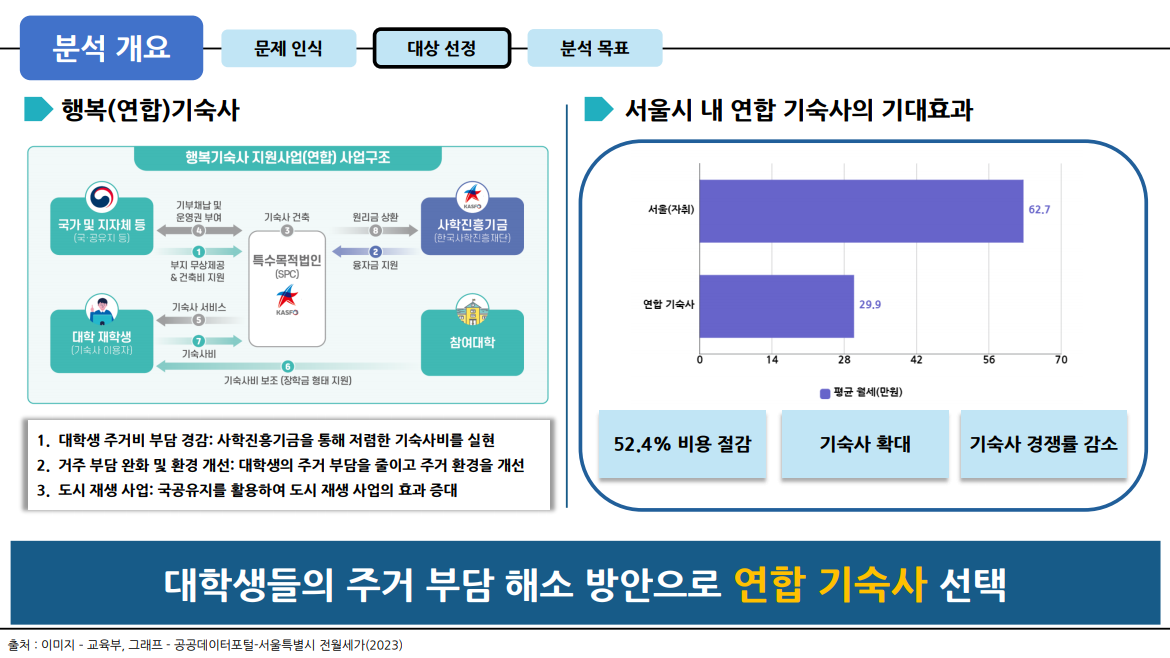 분석 개요
문제 인식
대상 선정
분석 목표
행복(연합)기숙사
행복기숙사 지원사업(연합) 사업구조
국가 및 지자체 등
(국·공유지 등)
기부채납 및
운영권 부여
4
1
부지 무상제공
& 건축비 지원
기숙사 건축
3
특수목적법인
(SPC)
KASFO
원리금 상환
8
2
융자금 지원
KASFO
사학진흥기금
(한국사학진흥재단)
대학 재학생
(기숙사 이용자)
기숙사 서비스
5
7
기숙사비
6
기숙사비 보조 (장학금 형태 지원)
참여대학
1. 대학생 주거비 부담 경감: 사학진흥기금을 통해 저렴한 기숙사비를 실현
2. 거주 부담 완화 및 환경 개선: 대학생의 주거 부담을 줄이고 주거 환경을 개선
3. 도시 재생 사업: 국공유지를 활용하여 도시 재생 사업의 효과 증대
서울시 내 연합 기숙사의 기대효과
서울(자취)
62.7
연합 기숙사
29.9
0 14 28 42 56 70
평균 월세(만원)
52.4% 비용 절감
기숙사 확대
기숙사 경쟁률 감소
대학생들의 주거 부담 해소 방안으로 연합 기숙사 선택
출처 : 이미지 - 교육부, 그래프 - 공공데이터포털-서울특별시 전월세가(2023)